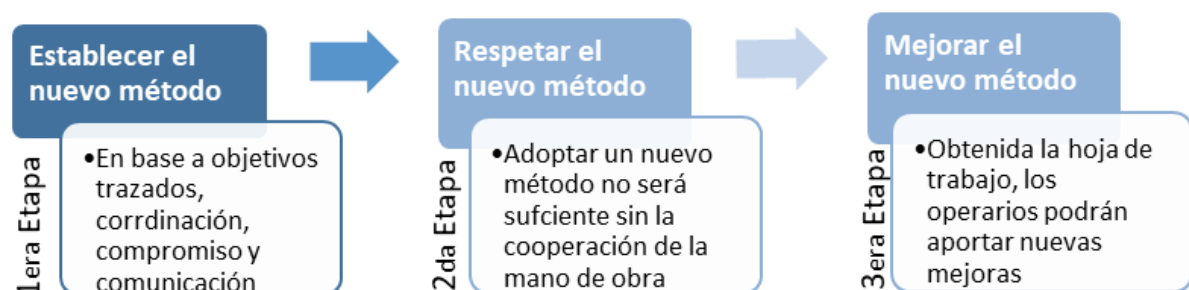 Establecer el
nuevo método
1era Etapa
•En base a objetivos
trazados,
corrdinación,
compromiso y
comunicación
Respetar el
nuevo método
2da Etapa
•Adoptar un nuevo
método no será
sufciente sin la
cooperación de la
mano de obra
Mejorar el
nuevo método
3era Etapa
•Obtenida la hoja de
trabajo, los
operarios podrán
aportar nuevas
mejoras